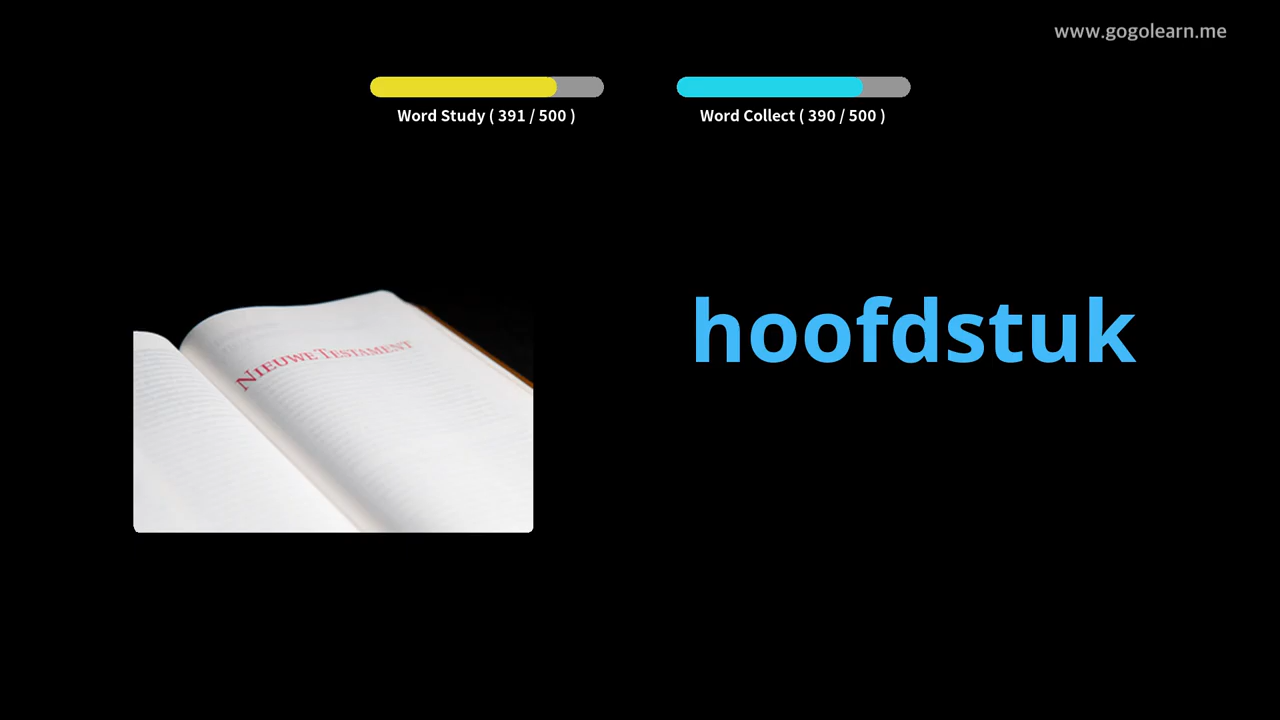 www.gogolearn.me
Word Study ( 391 / 500 )
Word Collect ( 390 / 500 )
NIEUWE TESTAMENT
hoofdstuk